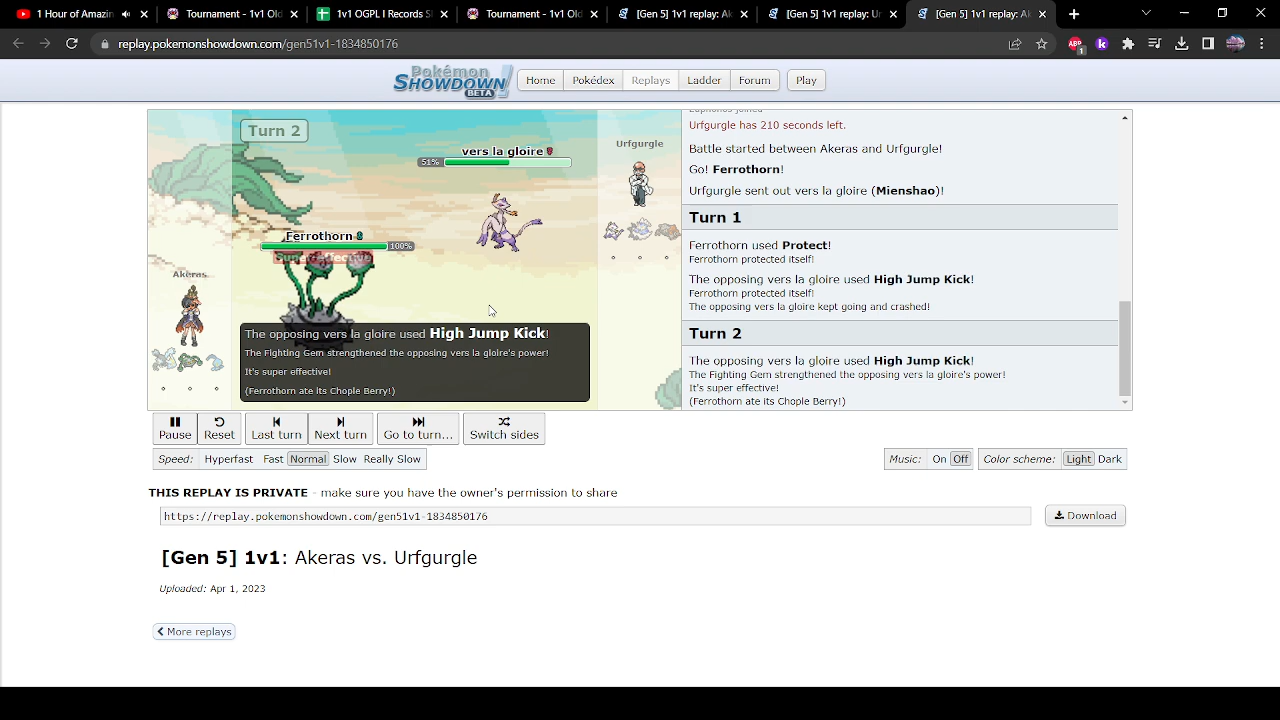 1 Hour of Amazin
Tournament - 1v1 Old
1v1 OGPL I Records S
Tournament - 1v1 Old
[Gen 5] 1v1 replay: Ak
[Gen 5] 1v1 replay: Ur
[Gen 5] 1v1 replay: Ak
replay.pokemonshowdown.com/gen51v1-1834850176
ABP
1
k
Pokémon
SHOWDOWN!
BETA
Home
Pokédex
Replays
Ladder
Forum
Play
Turn 2
vers la gloire
51%
Ferrothorn
100%
Super-effective
Akeras
Urfgurgle
The opposing vers la gloire used High Jump Kick!
The Fighting Gem strengthened the opposing vers la gloire's power!
It's super effective!
(Ferrothorn ate its Chople Berry!)
Urfgurgle has 210 seconds left.
Battle started between Akeras and Urfgurgle!
Go! Ferrothorn!
Urfgurgle sent out vers la gloire (Mienshao)!
Turn 1
Ferrothorn used Protect!
Ferrothorn protected itself!
The opposing vers la gloire used High Jump Kick!
Ferrothorn protected itself!
The opposing vers la gloire kept going and crashed!
Turn 2
The opposing vers la gloire used High Jump Kick!
The Fighting Gem strengthened the opposing vers la gloire's power!
It's super effective!
(Ferrothorn ate its Chople Berry!)
Pause
Reset
Last turn
Next turn
Go to turn...
Switch sides
Speed: Hyperfast Fast Normal Slow Really Slow
Music: On Off
Color scheme: Light Dark
THIS REPLAY IS PRIVATE - make sure you have the owner's permission to share
https://replay.pokemonshowdown.com/gen51v1-1834850176
Download
[Gen 5] 1v1: Akeras vs. Urfgurgle
Uploaded: Apr 1, 2023
More replays